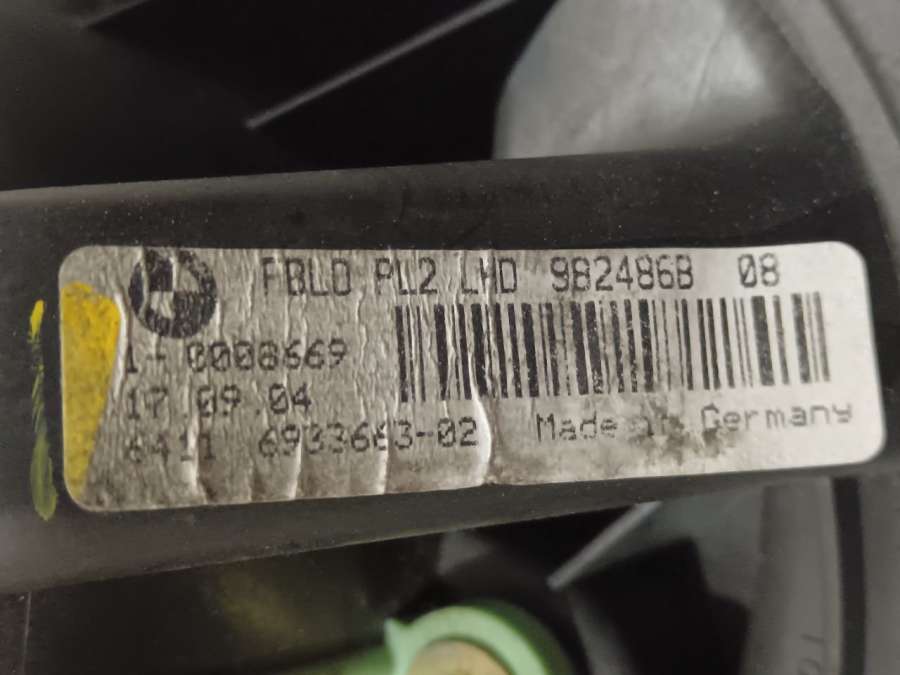 FBLO PL2 LHD 982486B 08
1-0008669
17.09.04
6411 6933663-02 Made in Germany